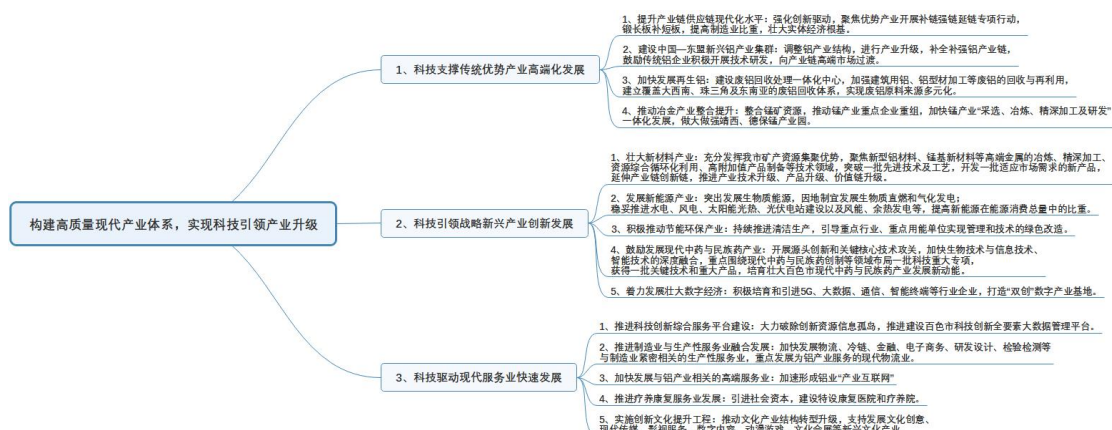 构建高质量现代产业体系，实现科技引领产业升级
1、科技支撑传统优势产业高端化发展
1、提升产业链供应链现代化水平：强化创新驱动，聚焦优势产业开展补链强链延链专项行动，
锻长板补短板，提高制造业比重，壮大实体经济根基。
2、建设中国—东盟新兴铝产业集群：调整铝产业结构，进行产业升级，补全补强铝产业链，
鼓励传统铝企业积极开展技术研发，向产业链高端市场过渡。
3、加快发展再生铝：建设废铝回收处理一体化中心，加强建筑用铝、铝型材加工等废铝的回收与再利用，
建立覆盖大西南、珠三角及东南亚的废铝回收体系，实现废铝原料来源多元化。
4、推动冶金产业整合提升：整合锰矿资源，推动锰产业重点企业重组，加快锰产业“采选、冶炼、精深加工及研发”
一体化发展，做大做强靖西、德保锰产业园。
2、科技引领战略新兴产业创新发展
1、壮大新材料产业：充分发挥我市矿产资源集聚优势，聚焦新型铝材料、锰基新材料等高端金属的冶炼、精深加工、
资源综合循环化利用、高附加值产品制备等技术领域，突破一批先进技术及工艺，开发一批适应市场需求的新产品，
延伸产业链创新链，推进产业技术升级、产品升级、价值链升级。
2、发展新能源产业：突出发展生物质能源，因地制宜发展生物质直燃和气化发电；
稳妥推进水电、风电、太阳能光热、光伏电站建设以及风能、余热发电等，提高新能源在能源消费总量中的比重。
3、积极推动节能环保产业：持续推进清洁生产，引导重点行业、重点用能单位实现管理和技术的绿色改造。
4、鼓励发展现代中药与民族药产业：开展源头创新和关键核心技术攻关，加快生物技术与信息技术、
智能技术的深度融合，重点围绕现代中药与民族药创制等领域布局一批科技重大专项，
获得一批关键技术和重大产品，培育壮大百色市现代中药与民族药产业发展新动能。
5、着力发展壮大数字经济：积极培育和引进5G、大数据、通信、智能终端等行业企业，打造“双创”数字产业基地。
3、科技驱动现代服务业快速发展
1、推进科技创新综合服务平台建设：大力破除创新资源信息孤岛，推进建设百色市科技创新全要素大数据管理平台。
2、推进制造业与生产性服务业融合发展：加快发展物流、冷链、金融、电子商务、研发设计、检验检测等
与制造业紧密相关的生产性服务业，重点发展为铝产业服务的现代物流业。
3、加快发展与铝产业相关的高端服务业：加速形成铝业“产业互联网”
4、推进疗养康复服务业发展：引进社会资本，建设特设康复医院和疗养院。
5、实施创新文化提升工程：推动文化产业结构转型升级，支持发展文化创意、
现代传媒、影视服务、数字内容、动漫游戏、文化会展等新兴文化产业